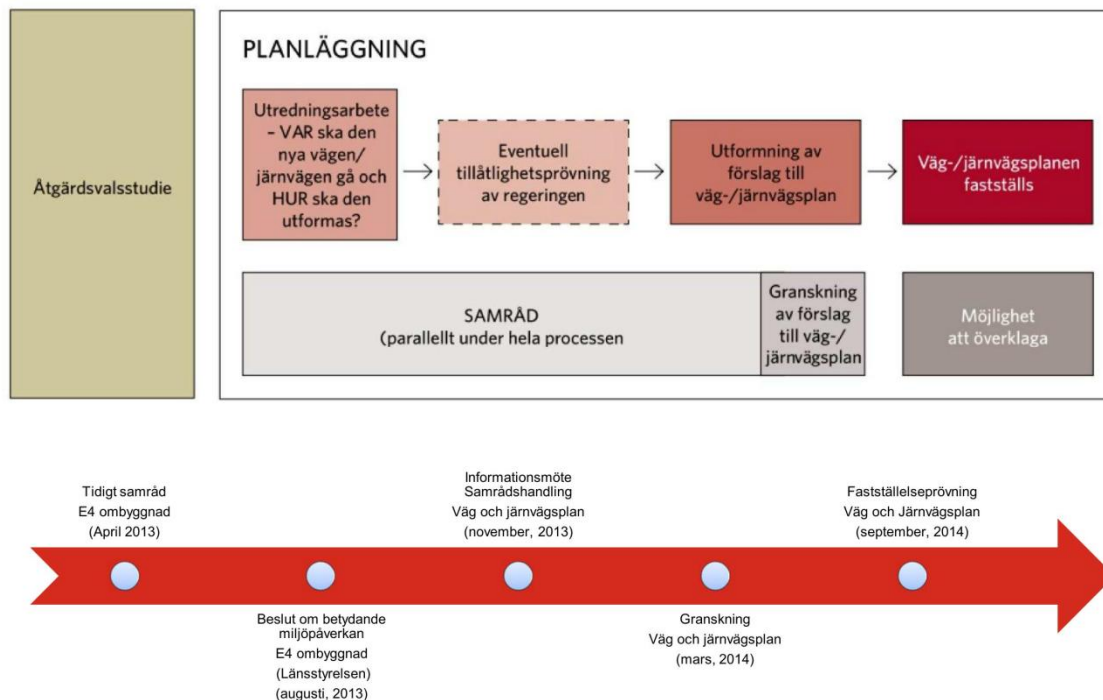 Åtgärdsvalsstudie
PLANLÄGGNING
Utredningsarbete
– VAR ska den
nya vägen/
järnvägen gå och
HUR ska den
utformas?
Eventuell
tillåtlighetsprövning
av regeringen
Utformning av
förslag till
väg-/järnvägsplan
Väg-/järnvägsplanen
fastställs
SAMRÅD
(parallellt under hela processen
Granskning
av förslag
till väg-/
järnvägsplan
Möjlighet
att överklaga
Tidigt samråd
E4 ombyggnad
(April 2013)
Beslut om betydande
miljöpåverkan
E4 ombyggnad
(Länsstyrelsen)
(augusti, 2013)
Informationsmöte
Samrådshandling
Väg och järnvägsplan
(november, 2013)
Granskning
Väg och järnvägsplan
(mars, 2014)
Fastställelseprövning
Väg och Järnvägsplan
(september, 2014)